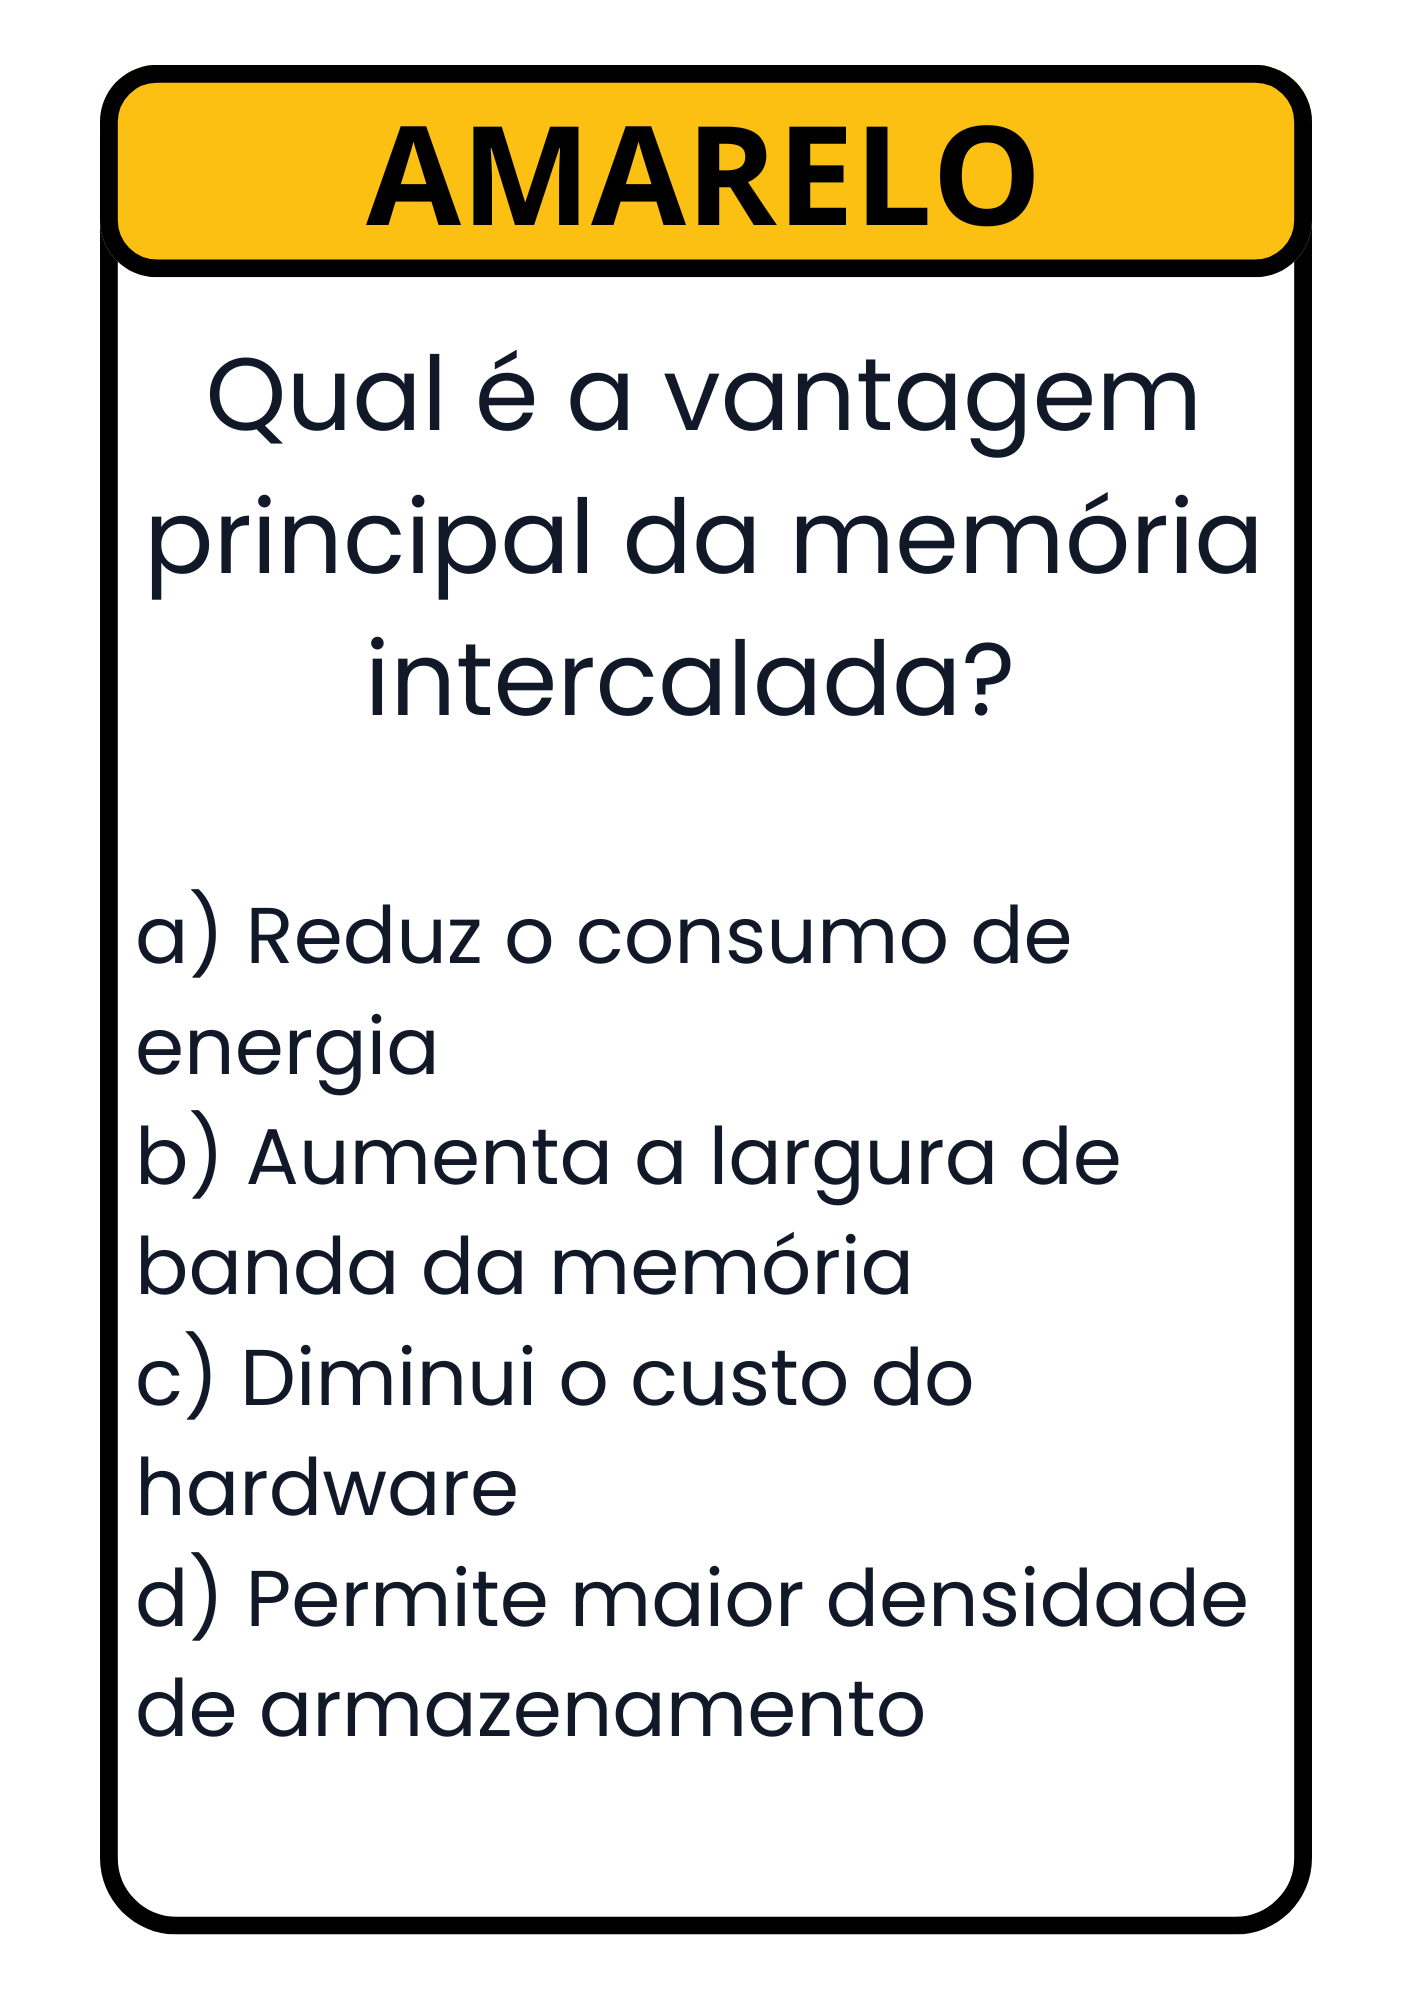 AMARELO
Qual é a vantagem
principal da memória
intercalada?
a) Reduz o consumo de
energia
b) Aumenta a largura de
banda da memória
c) Diminui o custo do
hardware
d) Permite maior densidade
de armazenamento